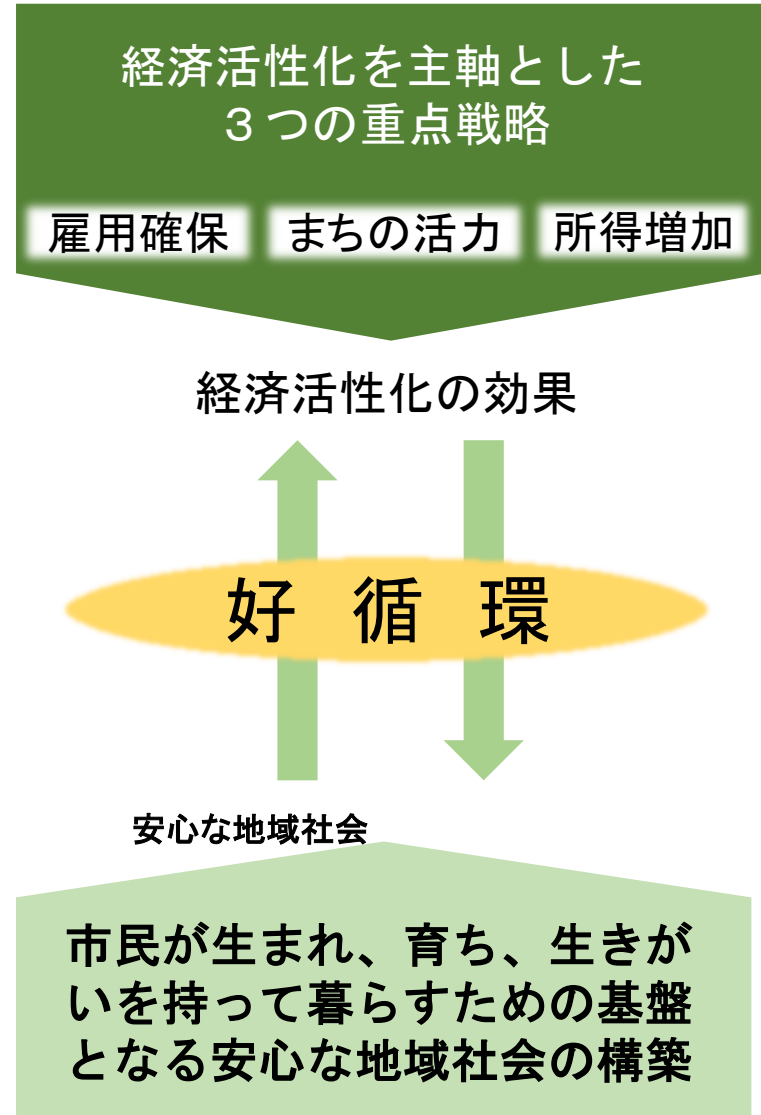 経済活性化を主軸とした
３つの重点戦略
雇用確保 まちの活力 所得増加
経済活性化の効果
好　循　環
安心な地域社会
市民が生まれ、育ち、生きが
いを持って暮らすための基盤
となる安心な地域社会の構築